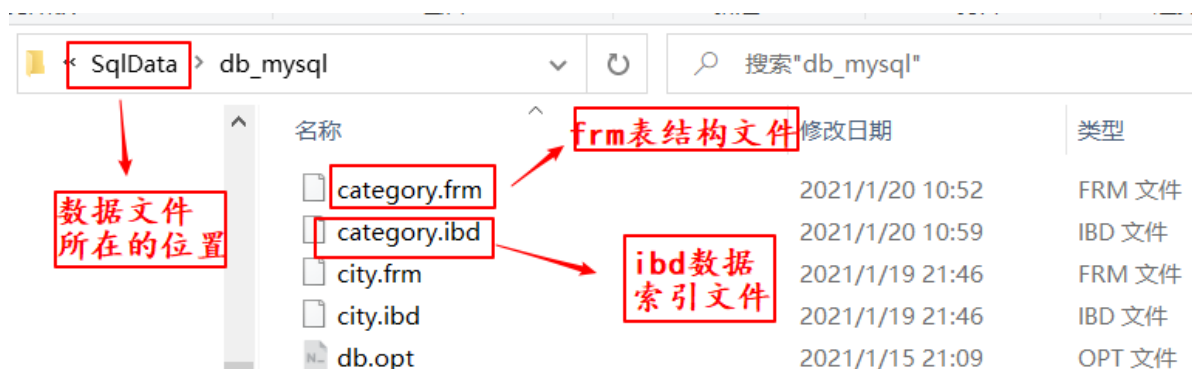 « SqlData > db_mysql
搜索"db_mysql"
名称
修改日期
类型
frm表结构文件
category.frm
2021/1/20 10:52
FRM 文件
category.ibd
2021/1/20 10:59
IBD 文件
city.frm
2021/1/19 21:46
FRM 文件
city.ibd
2021/1/19 21:46
IBD 文件
db.opt
2021/1/15 21:09
OPT 文件
数据文件
所在的位置
ibd数据
索引文件